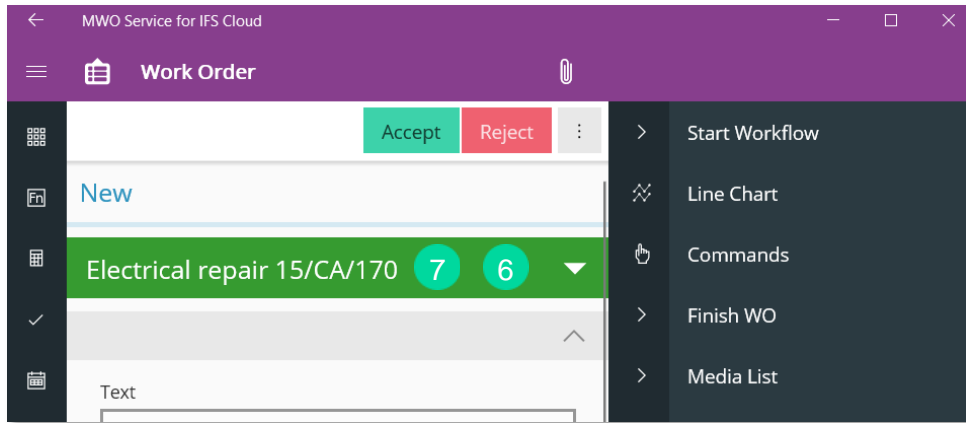 MWO Service for IFS Cloud
Work Order
Accept Reject
Start Workflow
Fn
New
Line Chart
Electrical repair 15/CA/170 7 6
Commands
Finish WO
Text
Media List